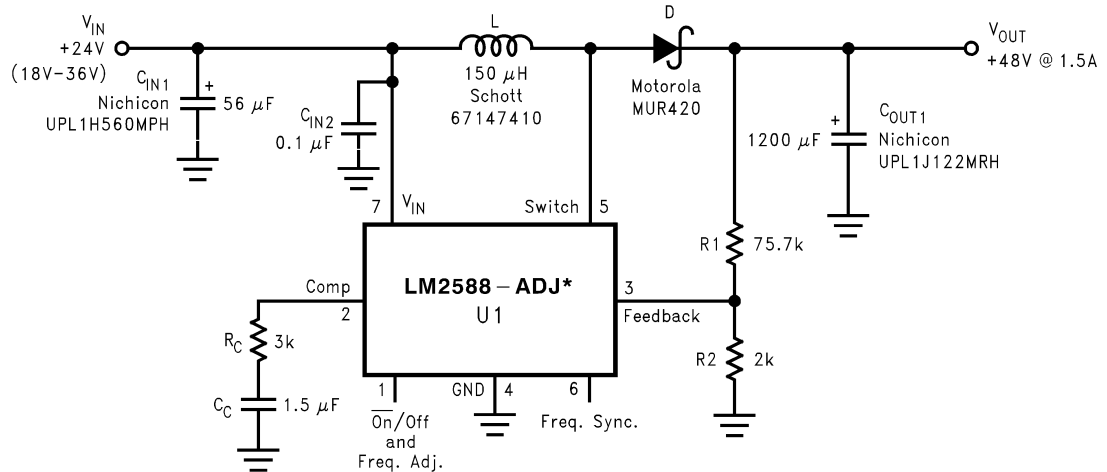 V_IN
+24V
(18V-36V)
C_IN1
Nichicon
UPL1H560MPH
+
56 μF
C_IN2
0.1 μF
L
150 μH
Schott
67147410
D
Motorola
MUR420
V_OUT
+48V @ 1.5A
+
1200 μF
C_OUT1
Nichicon
UPL1J122MRH
7
V_IN
Switch
5
R1
75.7k
LM2588-ADJ*
U1
Comp
2
3
Feedback
R_C
3k
R2
2k
C_C
1.5 μF
1
GND
4
6
O̅n̅/Off
and
Freq. Adj.
Freq. Sync.